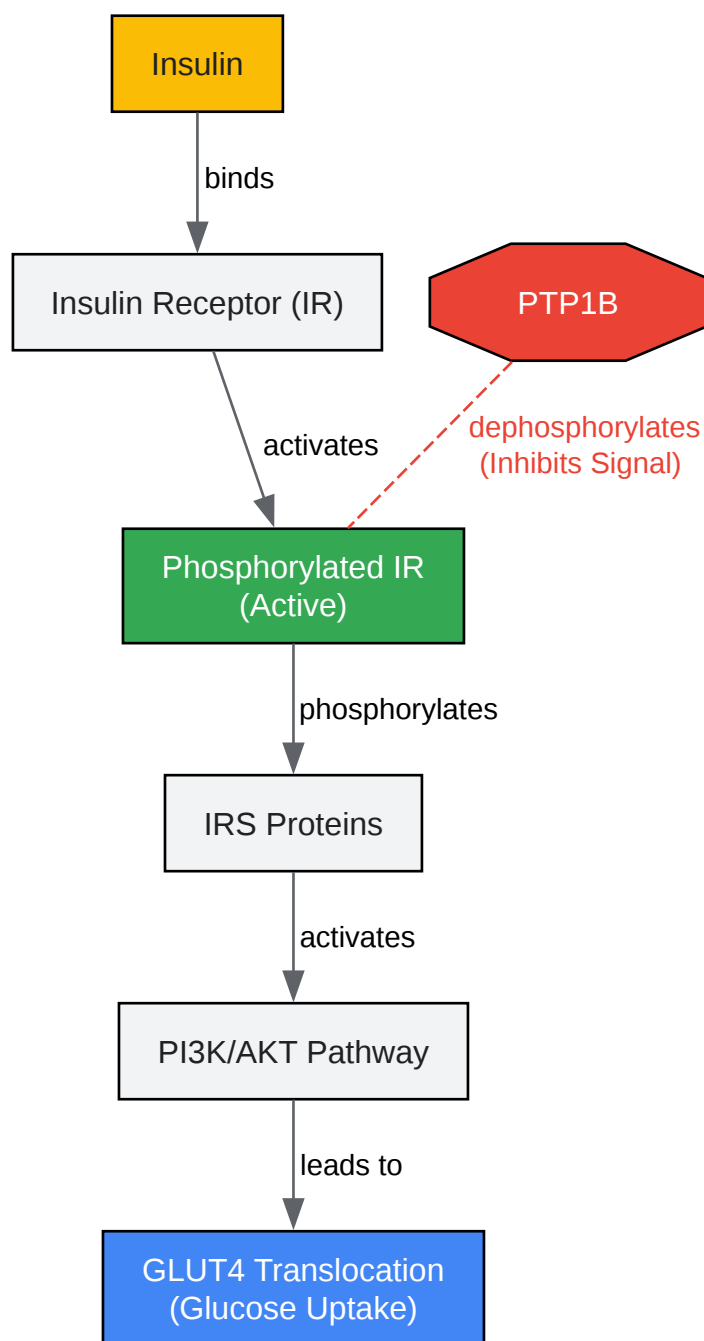 Insulin
binds
Insulin Receptor (IR)
PTP1B
activates
dephosphorylates
(Inhibits Signal)
Phosphorylated IR
(Active)
phosphorylates
IRS Proteins
activates
PI3K/AKT Pathway
leads to
GLUT4 Translocation
(Glucose Uptake)